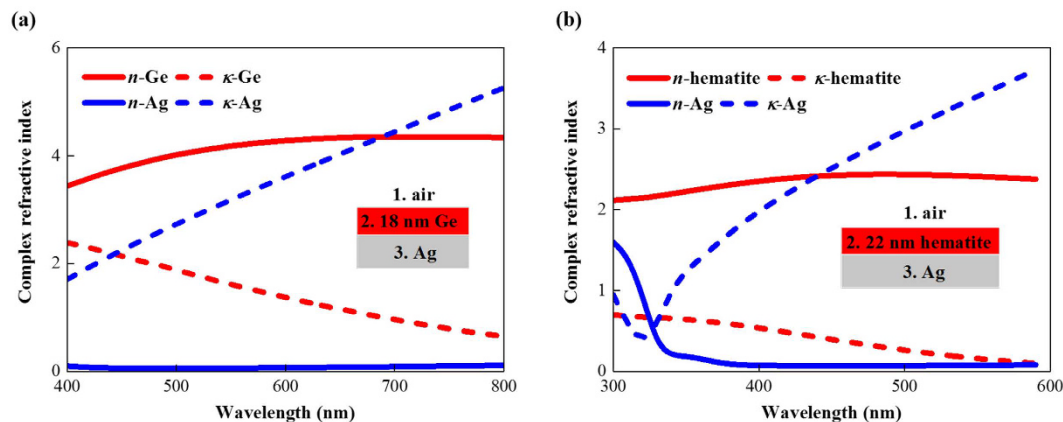 (a)
Complex refractive index
6
4
2
0
n-Ge κ-Ge
n-Ag κ-Ag
1. air
2. 18 nm Ge
3. Ag
400 500 600 700 800
Wavelength (nm)
(b)
Complex refractive index
4
3
2
1
0
n-hematite κ-hematite
n-Ag κ-Ag
1. air
2. 22 nm hematite
3. Ag
300 400 500 600
Wavelength (nm)